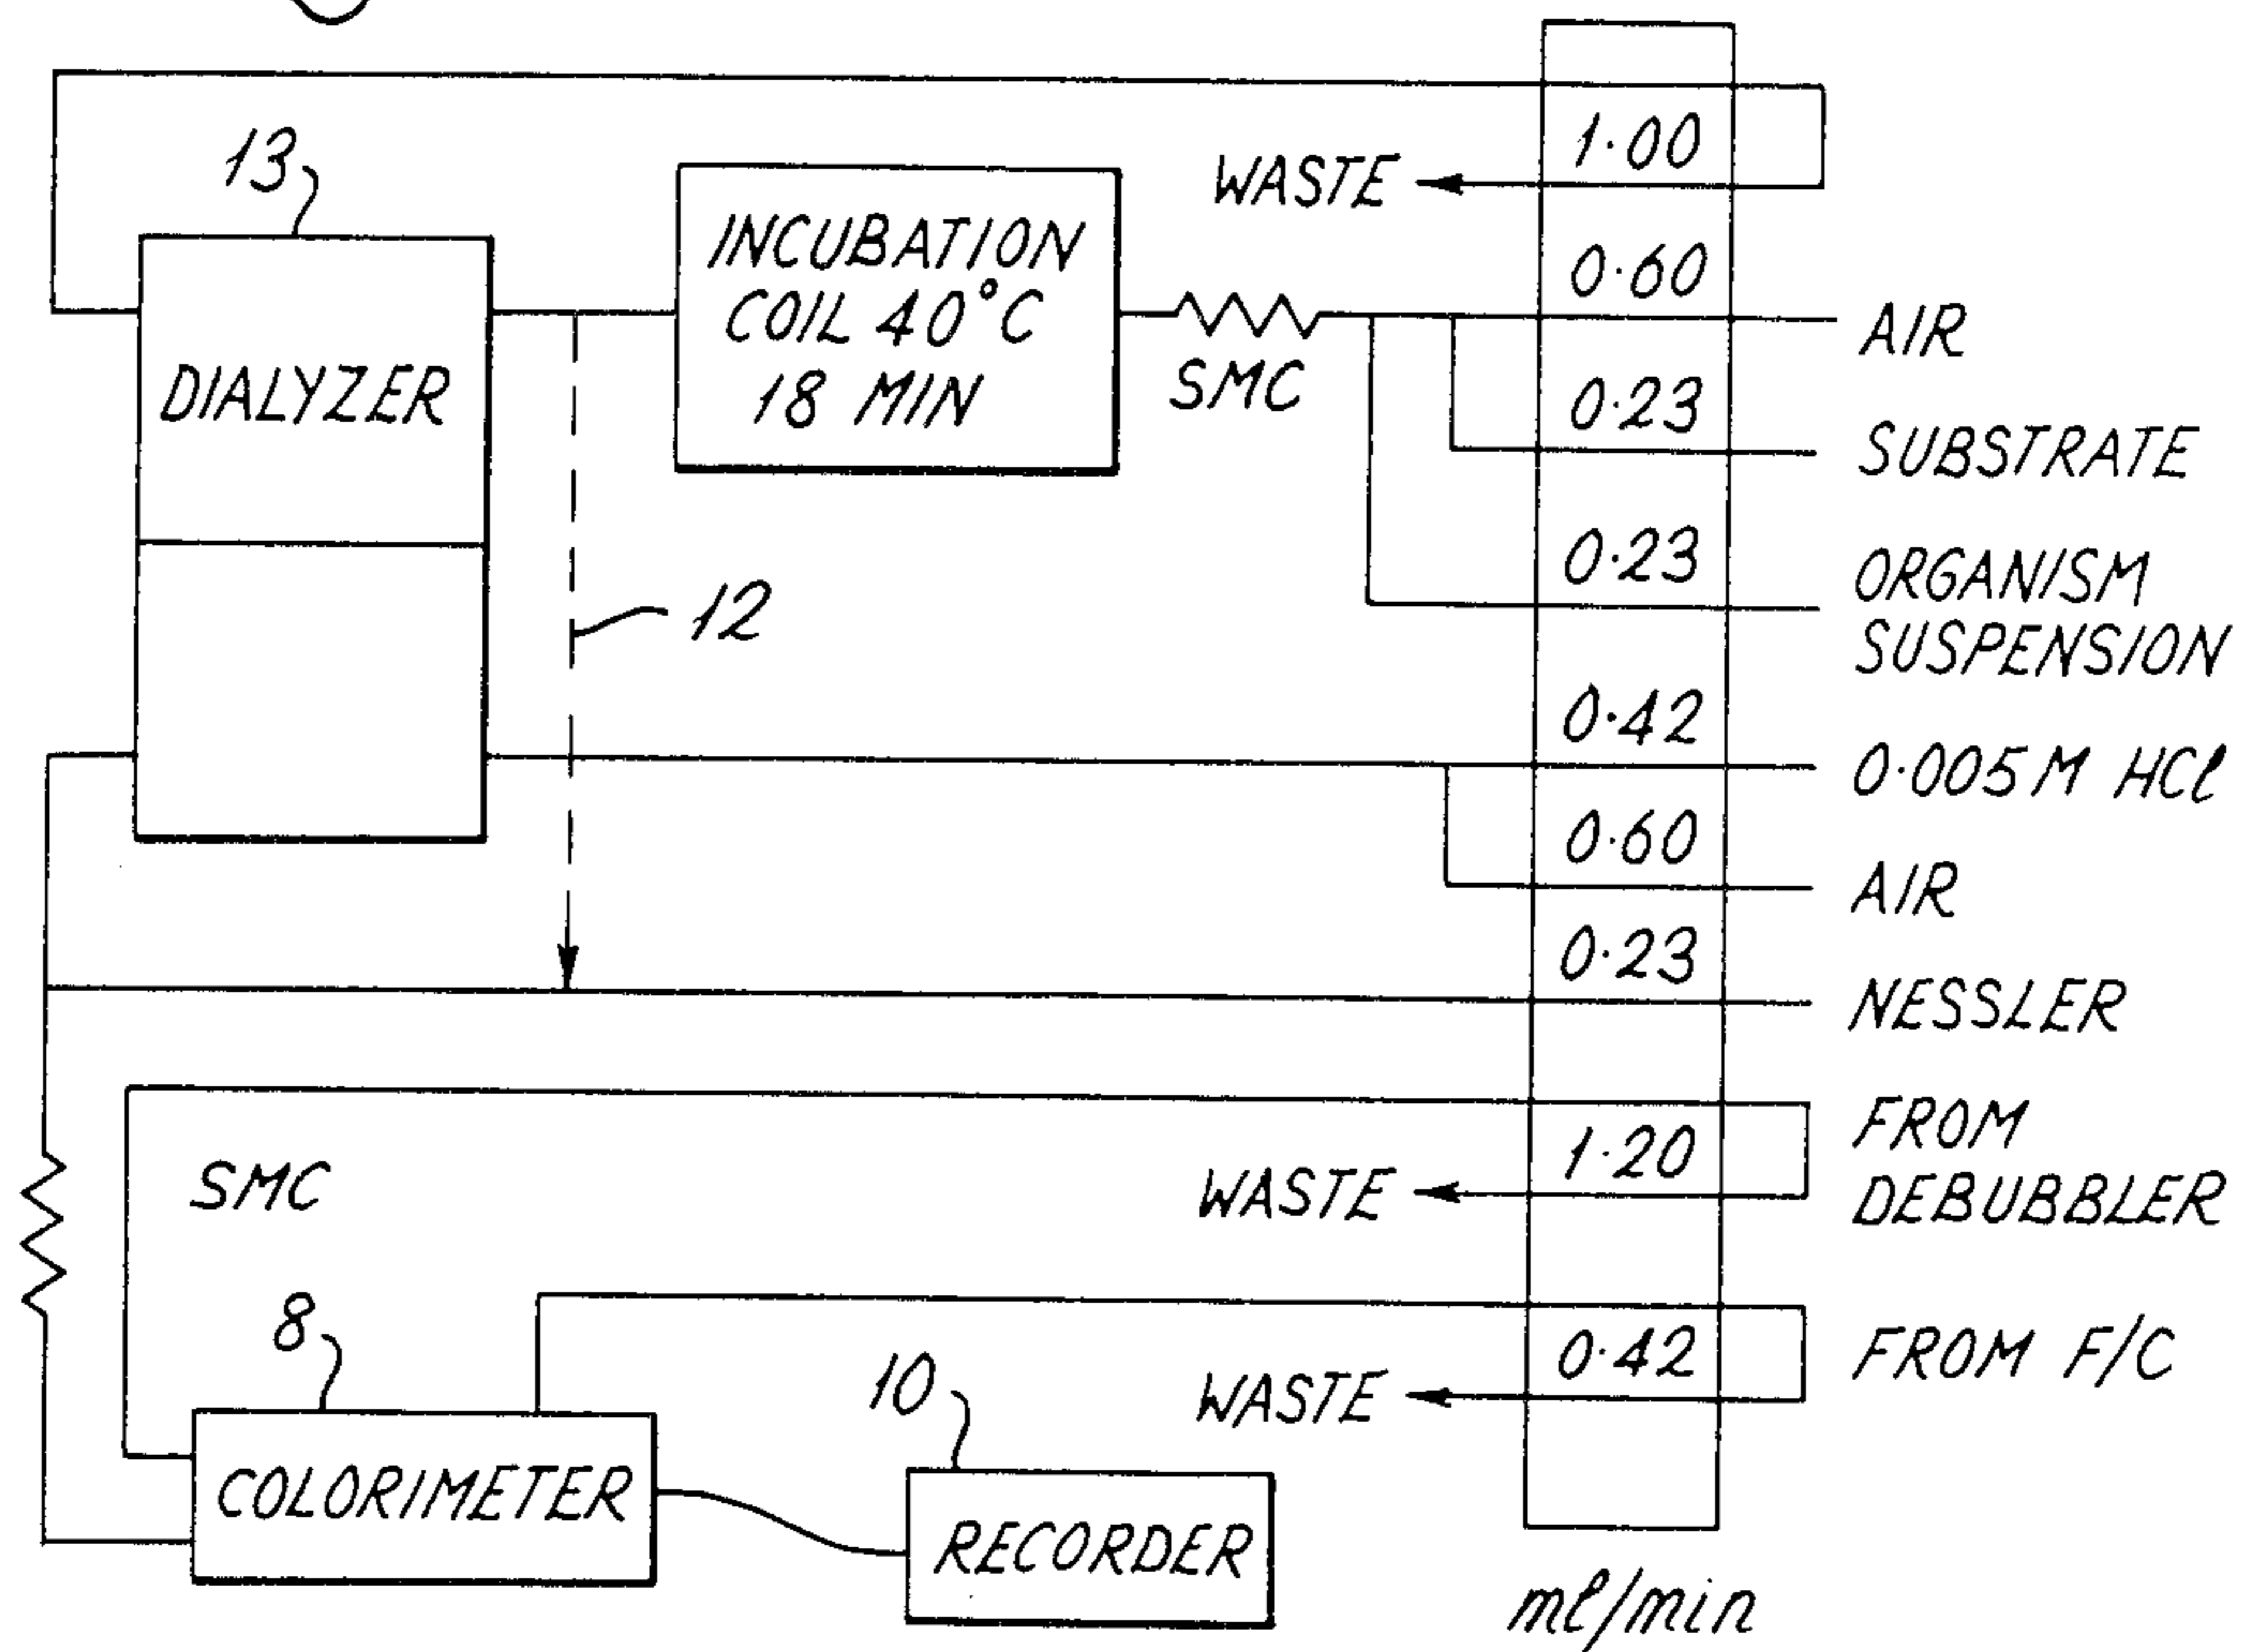 1·00
13
WASTE
INCUBATION
COIL 40°C
18 MIN
0·60
AIR
SMC
DIALYZER
0·23
SUBSTRATE
0·23
ORGANISM
SUSPENSION
12
0·42
0·005M HCl
0·60
AIR
0·23
NESSLER
FROM
DEBUBBLER
1·20
SMC
WASTE
8
0·42
FROM F/C
10
WASTE
COLORIMETER
RECORDER
ml/min